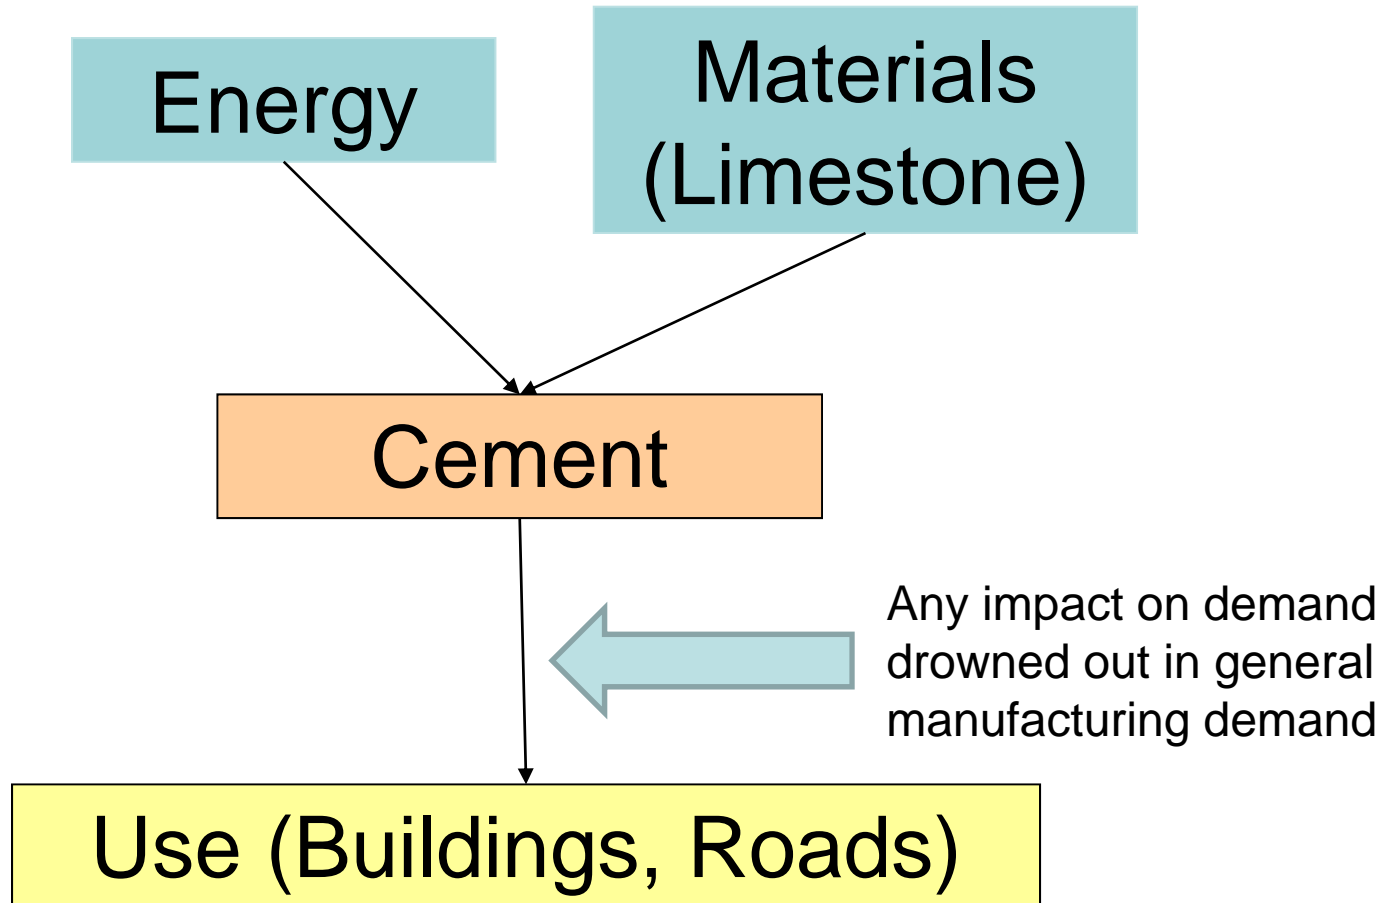 Energy
Materials
(Limestone)
Cement
Any impact on demand
drowned out in general
manufacturing demand
Use (Buildings, Roads)